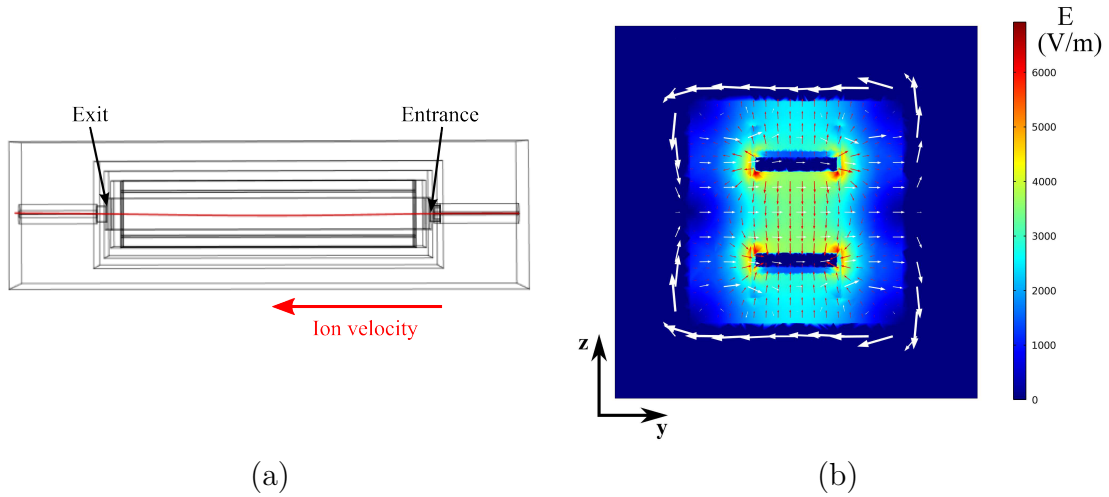 Exit
Entrance
Ion velocity
(a)
E
(V/m)
6000
5000
4000
3000
2000
1000
0
z
y
(b)